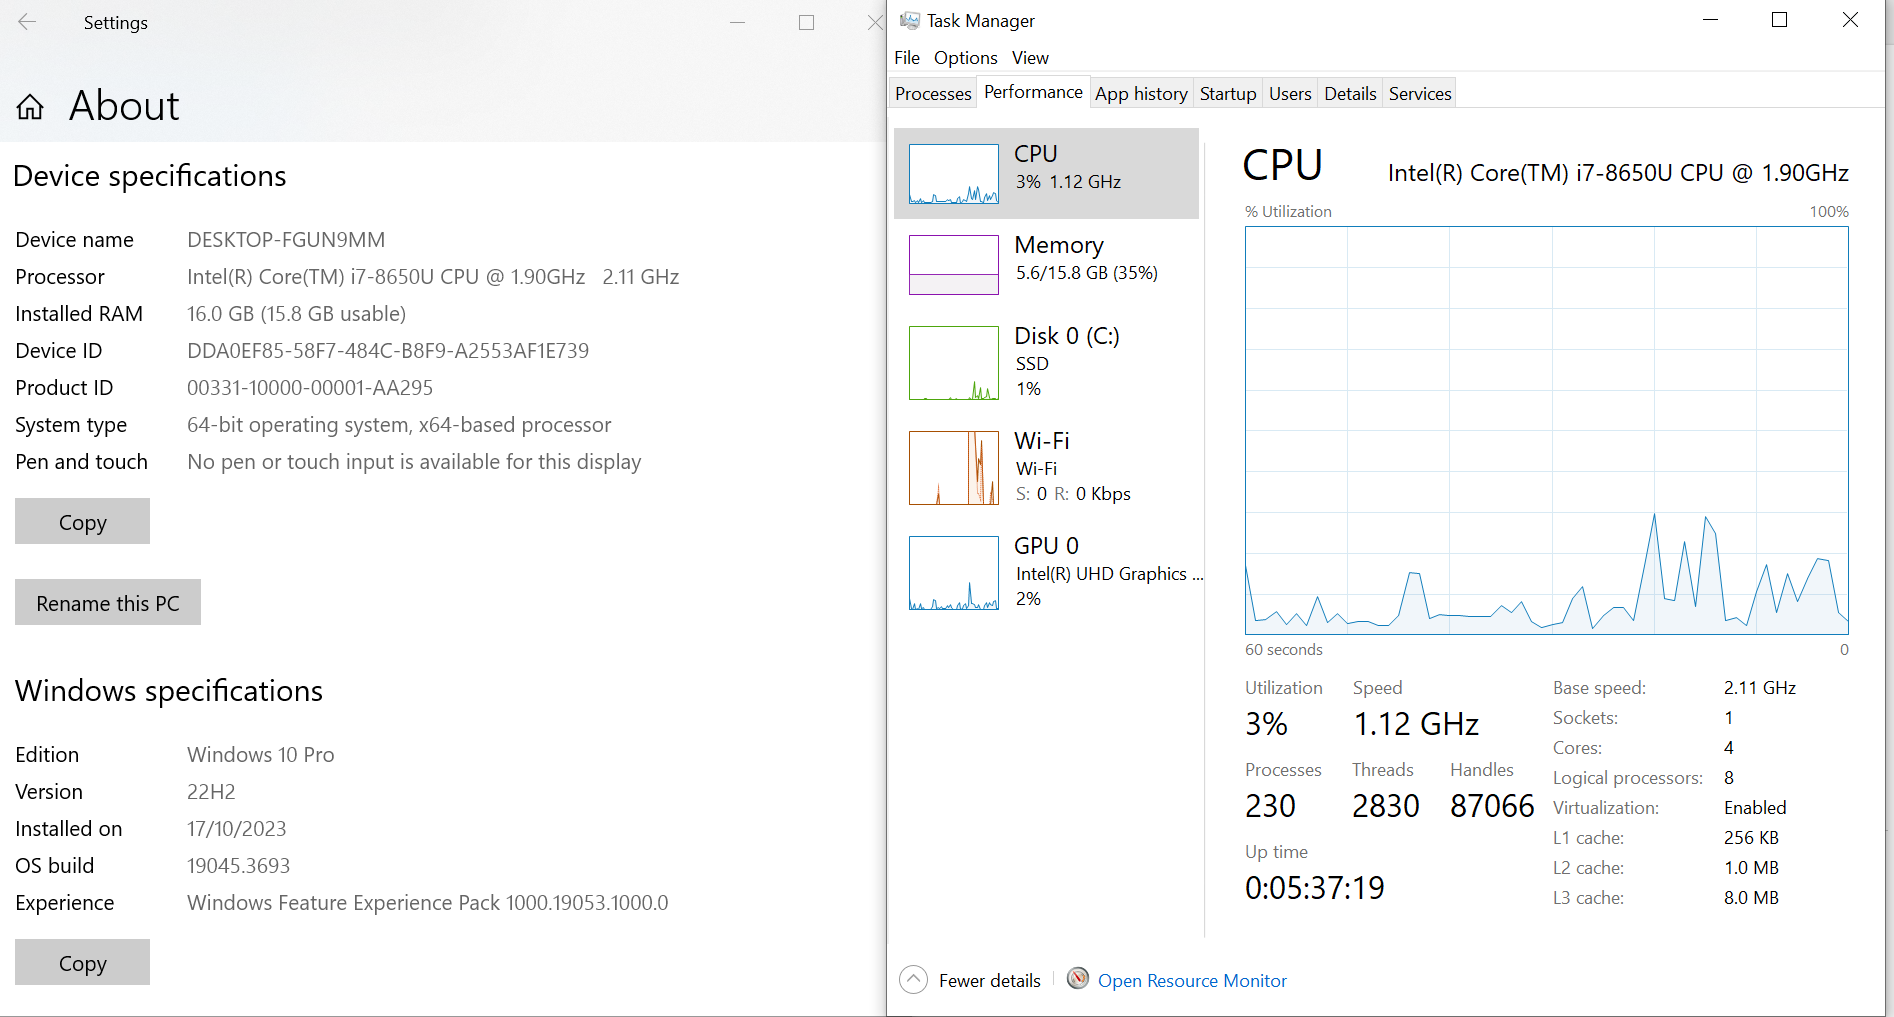 Settings
About
Device specifications
Device name DESKTOP-FGUN9MM
Processor Intel(R) Core(TM) i7-8650U CPU @ 1.90GHz 2.11 GHz
Installed RAM 16.0 GB (15.8 GB usable)
Device ID DDA0EF85-58F7-484C-B8F9-A2553AF1E739
Product ID 00331-10000-00001-AA295
System type 64-bit operating system, x64-based processor
Pen and touch No pen or touch input is available for this display
Copy
Rename this PC
Windows specifications
Edition Windows 10 Pro
Version 22H2
Installed on 17/10/2023
OS build 19045.3693
Experience Windows Feature Experience Pack 1000.19053.1000.0
Copy
Task Manager
File Options View
Processes Performance App history Startup Users Details Services
CPU
3% 1.12 GHz
Memory
5.6/15.8 GB (35%)
Disk 0 (C:)
SSD
1%
Wi-Fi
Wi-Fi
S: 0 R: 0 Kbps
GPU 0
Intel(R) UHD Graphics ...
2%
CPU Intel(R) Core(TM) i7-8650U CPU @ 1.90GHz
% Utilization 100%
60 seconds 0
Utilization Speed
3% 1.12 GHz
Processes Threads Handles
230 2830 87066
Up time
0:05:37:19
Base speed: 2.11 GHz
Sockets: 1
Cores: 4
Logical processors: 8
Virtualization: Enabled
L1 cache: 256 KB
L2 cache: 1.0 MB
L3 cache: 8.0 MB
Fewer details Open Resource Monitor